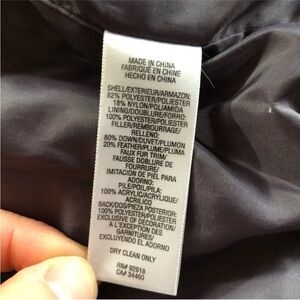 MADE IN CHINA
FABRIQUÉ EN CHINE
HECHO EN CHINA
SHELL/EXTERIEUR/ARMAZON:
82% POLYESTER/POLIESTER
18% NYLON/POLIAMIDA
LINING/DOUBLURE/FORRO:
100% POLYESTER/POLIESTER
FILLER/REMBOURRAGE/
RELLENO:
80% DOWN/DUVET/PLUMON
20% FEATHER/PLUME/PLUMA
FAUX FUR TRIM/
FAUSSE DOBLURE DE
FOURRURE/
IMITACION DE PIEL PARA
ADORNO:
PILE/POIL/PILA:
100% ACRYLIC/ACRYLIQUE/
ACRILICO
BACK/DOS/PIEZA POSTERIOR:
100% POLYESTER/POLIESTER
EXCLUSIVE OF DECORATION/
A L'EXCEPTION DES
GARNITURES/
EXCLUYENDO EL ADORNO
DRY CLEAN ONLY
RN# 92918
CA# 34460